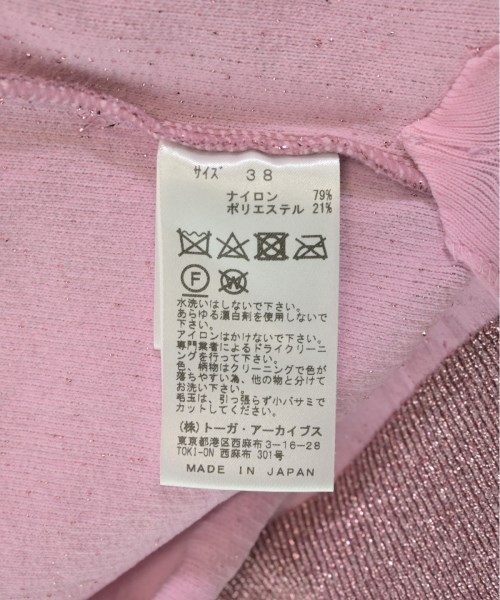 サイズ 38
ナイロン 79%
ポリエステル 21%
F W
水洗いはしないで下さい。
あらゆる漂白剤を使用しないで
下さい。
アイロンはかけないで下さい。
専門業者によるドライクリーニ
ングを行って下さい。
色、柄物はクリーニングで色が
落ちやすい為、他の物と分けて
お洗い下さい。
毛玉は、引っ張らず小バサミで
カットしてください。
(株)トーガ・アーカイブス
東京都港区西麻布3-16-28
TOKI-ON 西麻布 301号
MADE IN JAPAN